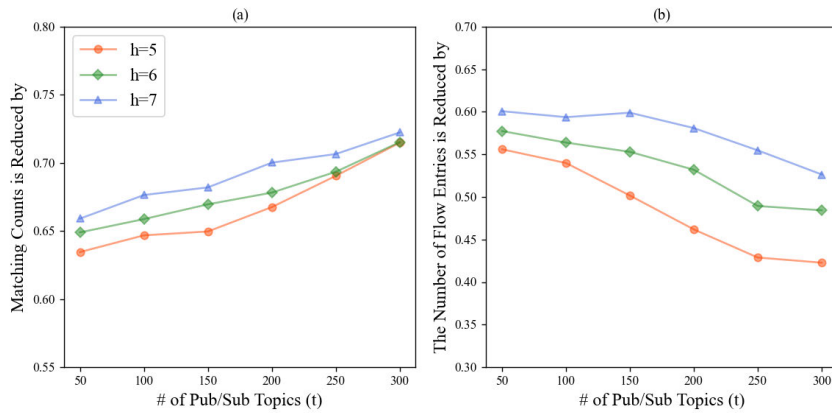 (a)
0.80
0.75
0.70
0.65
0.60
0.55
Matching Counts is Reduced by
h=5
h=6
h=7
50 100 150 200 250 300
# of Pub/Sub Topics (t)
(b)
0.70
0.65
0.60
0.55
0.50
0.45
0.40
0.35
0.30
The Number of Flow Entries is Reduced by
50 100 150 200 250 300
# of Pub/Sub Topics (t)